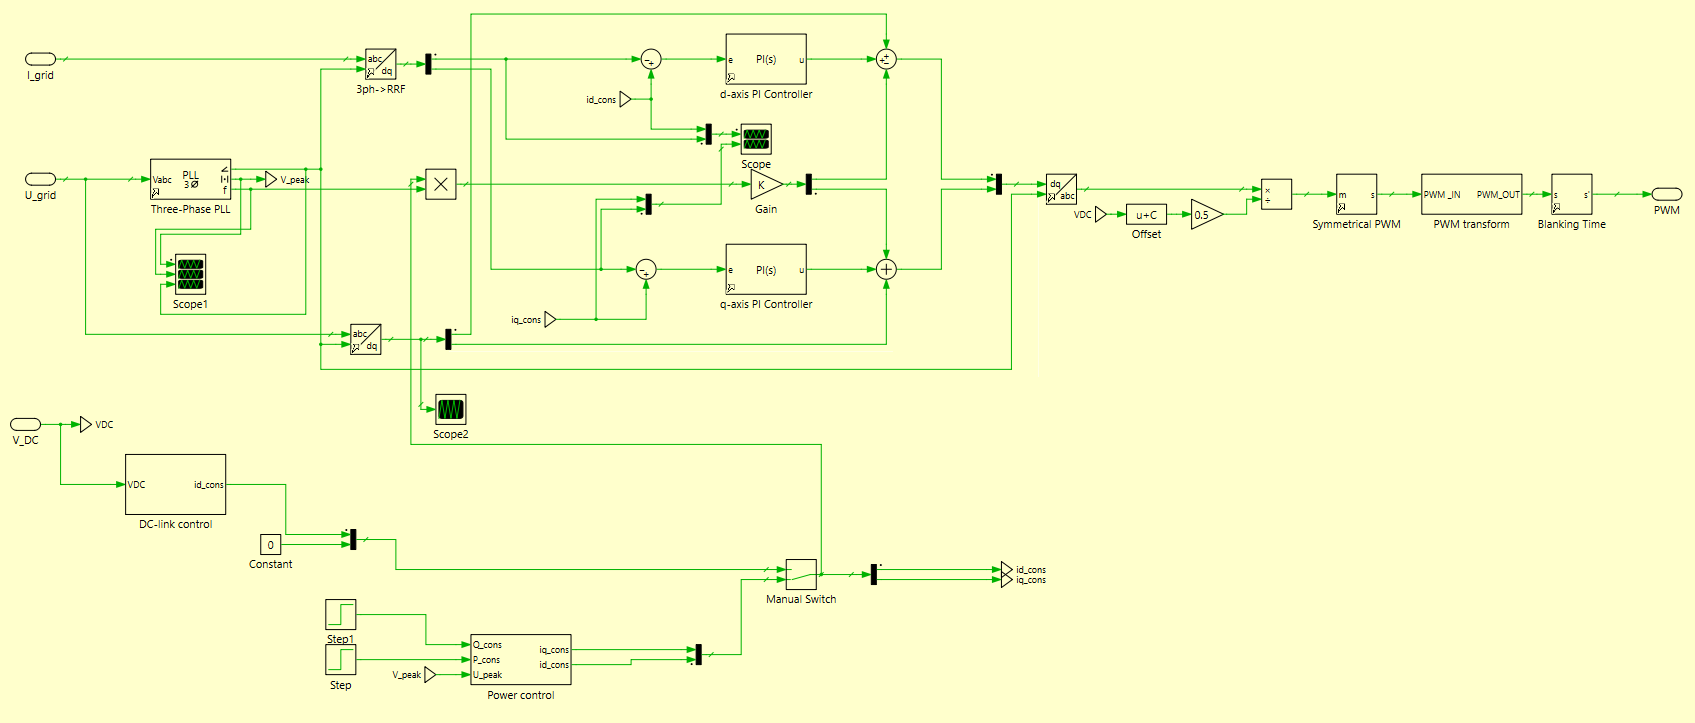 I_grid
abc
dq
3ph->RRF
id_cons
- +
e
PI(s)
u
d-axis PI Controller
Scope
U_grid
Vabc
PLL
3Ø
∠
|·|
f
Three-Phase PLL
V_peak
K
Gain
Scope1
iq_cons
- +
e
PI(s)
u
q-axis PI Controller
abc
dq
Scope2
dq
abc
VDC
u+C
Offset
0.5
×
÷
m
s
Symmetrical PWM
PWM_IN
PWM_OUT
PWM transform
s
s'
Blanking Time
PWM
V_DC
VDC
VDC
id_cons
DC-link control
0
Constant
Manual Switch
id_cons
iq_cons
Step1
Step
V_peak
Q_cons
P_cons
U_peak
iq_cons
id_cons
Power control